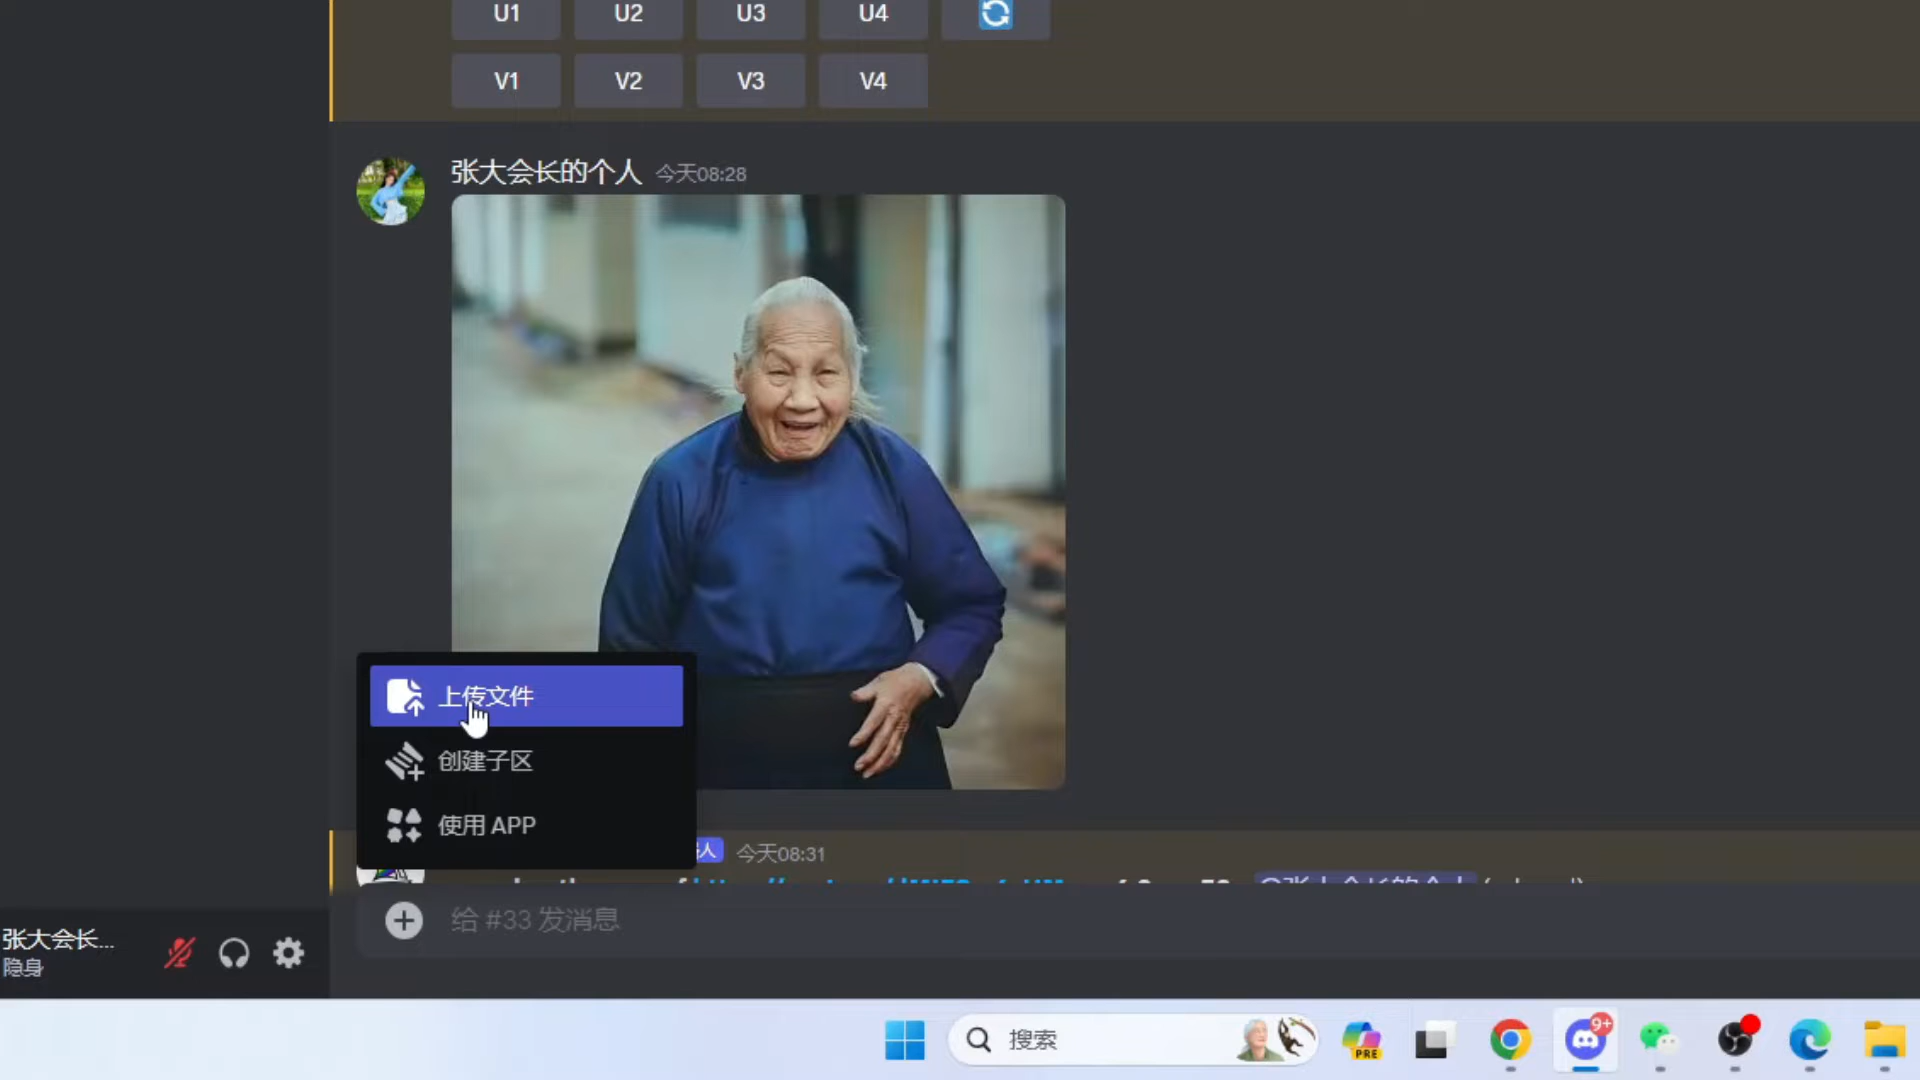 U1 U2 U3 U4
V1 V2 V3 V4
张大会长的个人 今天08:28
上传文件
创建子区
使用 APP
今天08:31
给 #33 发消息
张大会长...
隐身
搜索
PRE
9+